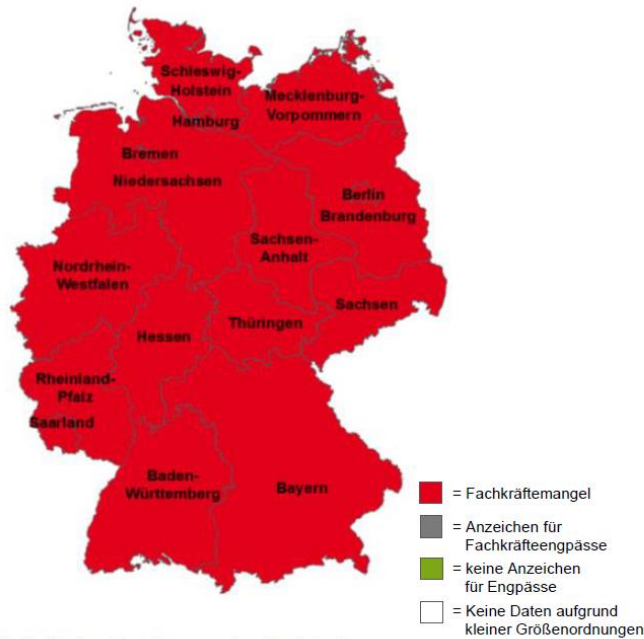 Schleswig-
Holstein
Mecklenburg-
Vorpommern
Hamburg
Bremen
Niedersachsen
Berlin
Brandenburg
Sachsen-
Anhalt
Nordrhein-
Westfalen
Sachsen
Thüringen
Hessen
Rheinland-
Pfalz
Saarland
Baden-
Württemberg
Bayern
= Fachkräftemangel
= Anzeichen für
Fachkräfteengpässe
= keine Anzeichen
für Engpässe
= Keine Daten aufgrund
kleiner Größenordnungen